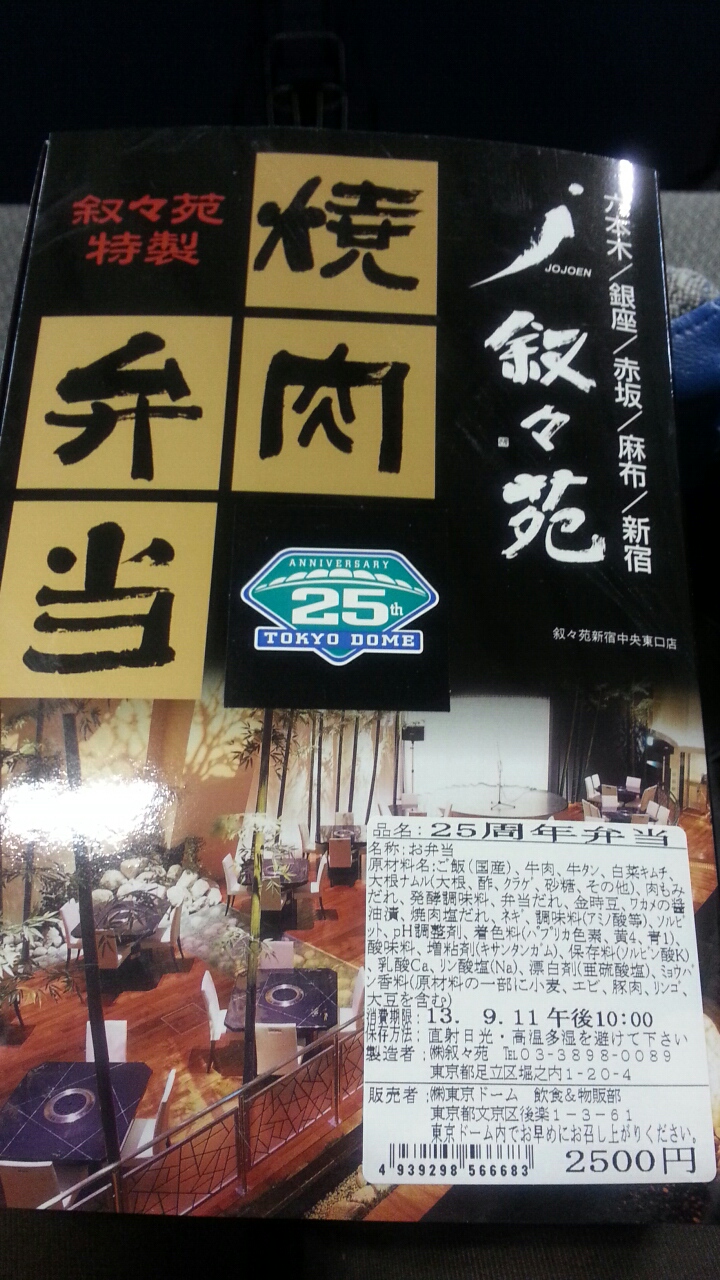 叙々苑
特製
焼
肉
弁
当
JOJOEN
叙々苑
六本木/銀座/赤坂/麻布/新宿
叙々苑新宿中央東口店
ANNIVERSARY
25th
TOKYO DOME
品名:25周年弁当
名称:お弁当
原材料名:ご飯(国産)、牛肉、牛タン、白菜キムチ、
大根ナムル(大根、酢、クラゲ、砂糖、その他)、肉もみ
だれ、発酵調味料、弁当だれ、金時豆、ワカメの醤
油漬、焼肉塩だれ、ネギ、調味料(アミノ酸等)、ソルビ
ット、pH調整剤、着色料(パプリカ色素、黄4、青1)、
酸味料、増粘剤(キサンタンガム)、保存料(ソルビン酸K)
、乳酸Ca、リン酸塩(Na)、漂白剤(亜硫酸塩)、ミョウバ
ン香料(原材料の一部に小麦、エビ、豚肉、リンゴ、
大豆を含む)
消費期限:13. 9.11 午後10:00
保存方法:直射日光・高温多湿を避けて下さい
製造者:㈱叙々苑 ℡03-3898-0089
東京都足立区堀之内1-20-4
販売者:㈱東京ドーム 飲食&物販部
東京都文京区後楽1-3-61
東京ドーム内でお早めにお召し上がりください。
4 939298 566683
2500円